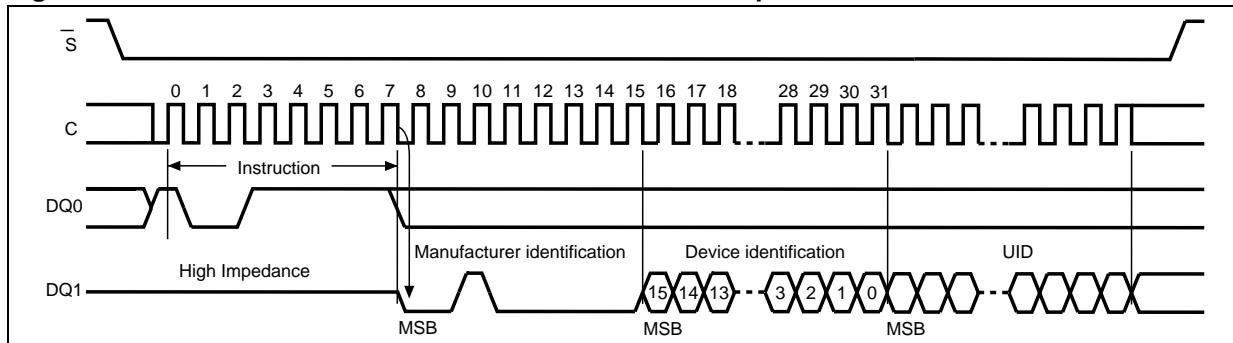 S
0 1 2 3 4 5 6 7 8 9 10 11 12 13 14 15 16 17 18 28 29 30 31
C
Instruction
DQ0
Manufacturer identification Device identification UID
High Impedance
DQ1
15 14 13 3 2 1 0
MSB MSB MSB